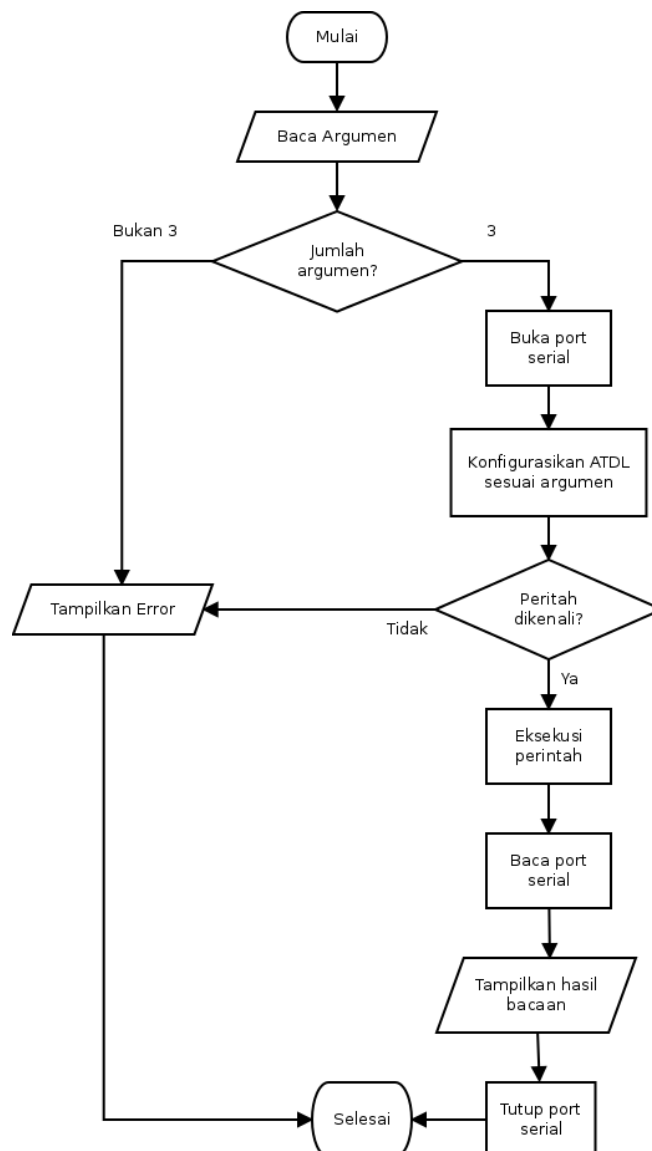 Mulai
Baca Argumen
Bukan 3
3
Jumlah
argumen?
Buka port
serial
Konfigurasikan ATDL
sesuai argumen
Tampilkan Error
Tidak
Peritah
dikenali?
Ya
Eksekusi
perintah
Baca port
serial
Tampilkan hasil
bacaan
Selesai
Tutup port
serial